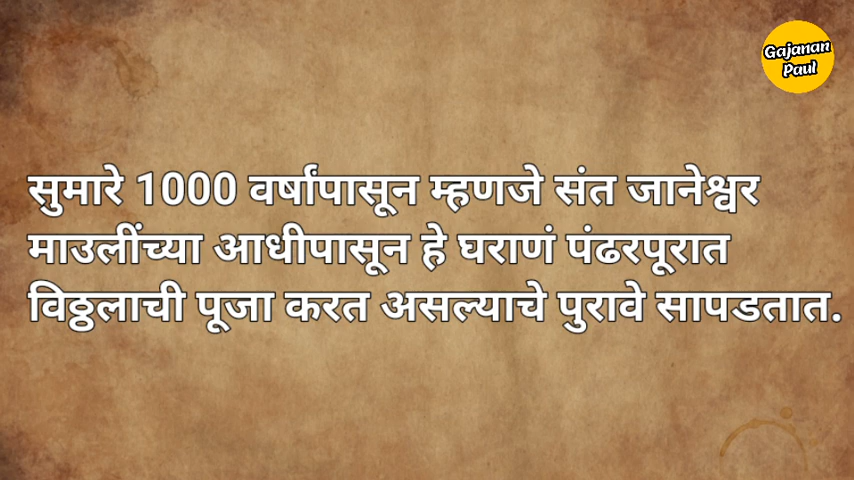 Gajanan
Paul
सुमारे 1000 वर्षांपासून म्हणजे संत जानेश्वर
माउलींच्या आधीपासून हे घराणं पंढरपूरात
विठ्ठलाची पूजा करत असल्याचे पुरावे सापडतात.